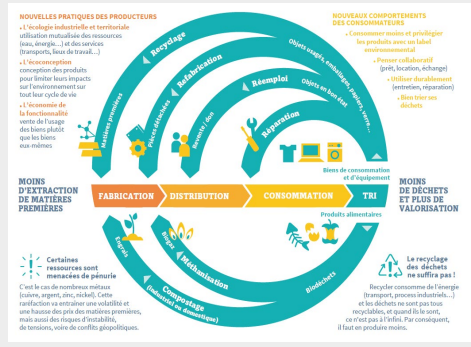 NOUVELLES PRATIQUES DES PRODUCTEURS
• L'écologie industrielle et territoriale
utilisation mutualisée des ressources
(eau, énergie...) et des services
(transports, lieux de travail...)
• L'écoconception
conception des produits
pour limiter leurs impacts
sur l'environnement sur
tout leur cycle de vie
• L'économie de
la fonctionnalité
vente de l'usage
des biens plutôt
que les biens
eux-mêmes
NOUVEAUX COMPORTEMENTS
DES CONSOMMATEURS
• Consommer moins et privilégier
les produits avec un label
environnemental
• Penser collaboratif
(prêt, location, échange)
• Utiliser durablement
(entretien, réparation)
• Bien trier ses
déchets
Recyclage
Objets usagés, emballages, papiers, verre...
Matières premières
Refabrication
Pièces détachées
Réemploi
Objets en bon état
Revente / don
Réparation
Biens de consommation
et d'équipement
MOINS
D'EXTRACTION
DE MATIÈRES
PREMIÈRES
FABRICATION
DISTRIBUTION
CONSOMMATION
TRI
MOINS
DE DÉCHETS
ET PLUS DE
VALORISATION
Produits alimentaires
Engrais
Biogaz
Méthanisation
Compostage
(industriel ou domestique)
Biodéchets
Certaines
ressources sont
menacées de pénurie
C'est le cas de nombreux métaux
(cuivre, argent, zinc, nickel). Cette
raréfaction va entraîner une volatilité et
une hausse des prix des matières premières,
mais aussi des risques d'instabilité,
de tensions, voire de conflits géopolitiques.
Le recyclage
des déchets
ne suffira pas !
Recycler consomme de l'énergie
(transport, process industriels...)
et les déchets ne sont pas tous
recyclables, et quand ils le sont,
ce n'est pas à l'infini. Par conséquent,
il faut en produire moins.